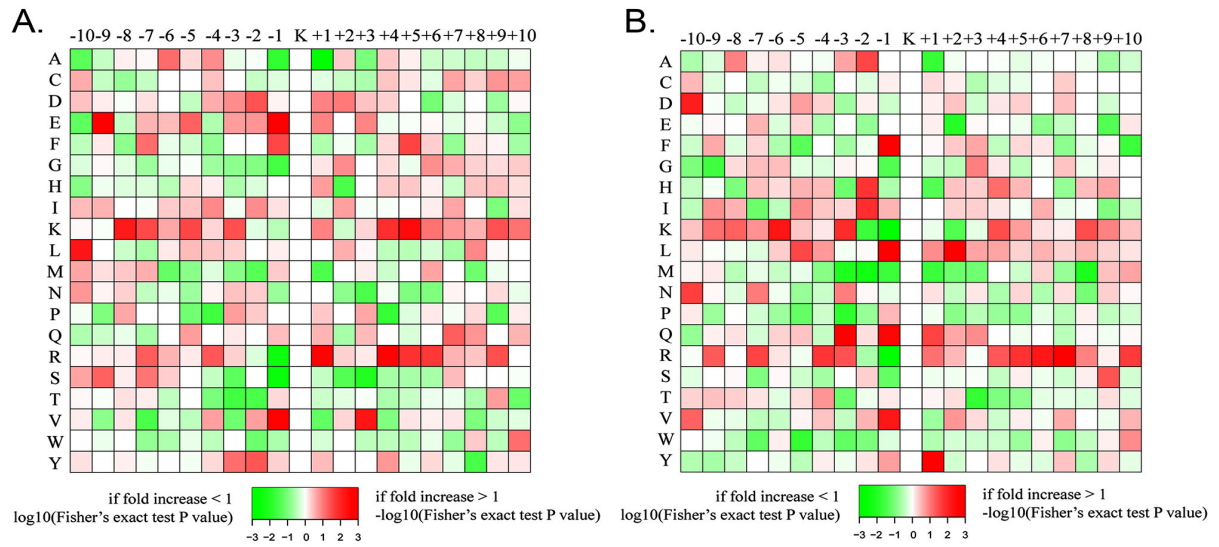 A.
-10 -9 -8 -7 -6 -5 -4 -3 -2 -1 K +1 +2 +3 +4 +5 +6 +7 +8 +9 +10
A
C
D
E
F
G
H
I
K
L
M
N
P
Q
R
S
T
V
W
Y
if fold increase < 1
log10(Fisher's exact test P value)
-3 -2 -1 0 1 2 3
if fold increase > 1
-log10(Fisher's exact test P value)
B.
-10 -9 -8 -7 -6 -5 -4 -3 -2 -1 K +1 +2 +3 +4 +5 +6 +7 +8 +9 +10
A
C
D
E
F
G
H
I
K
L
M
N
P
Q
R
S
T
V
W
Y
if fold increase < 1
log10(Fisher's exact test P value)
-3 -2 -1 0 1 2 3
if fold increase > 1
-log10(Fisher's exact test P value)